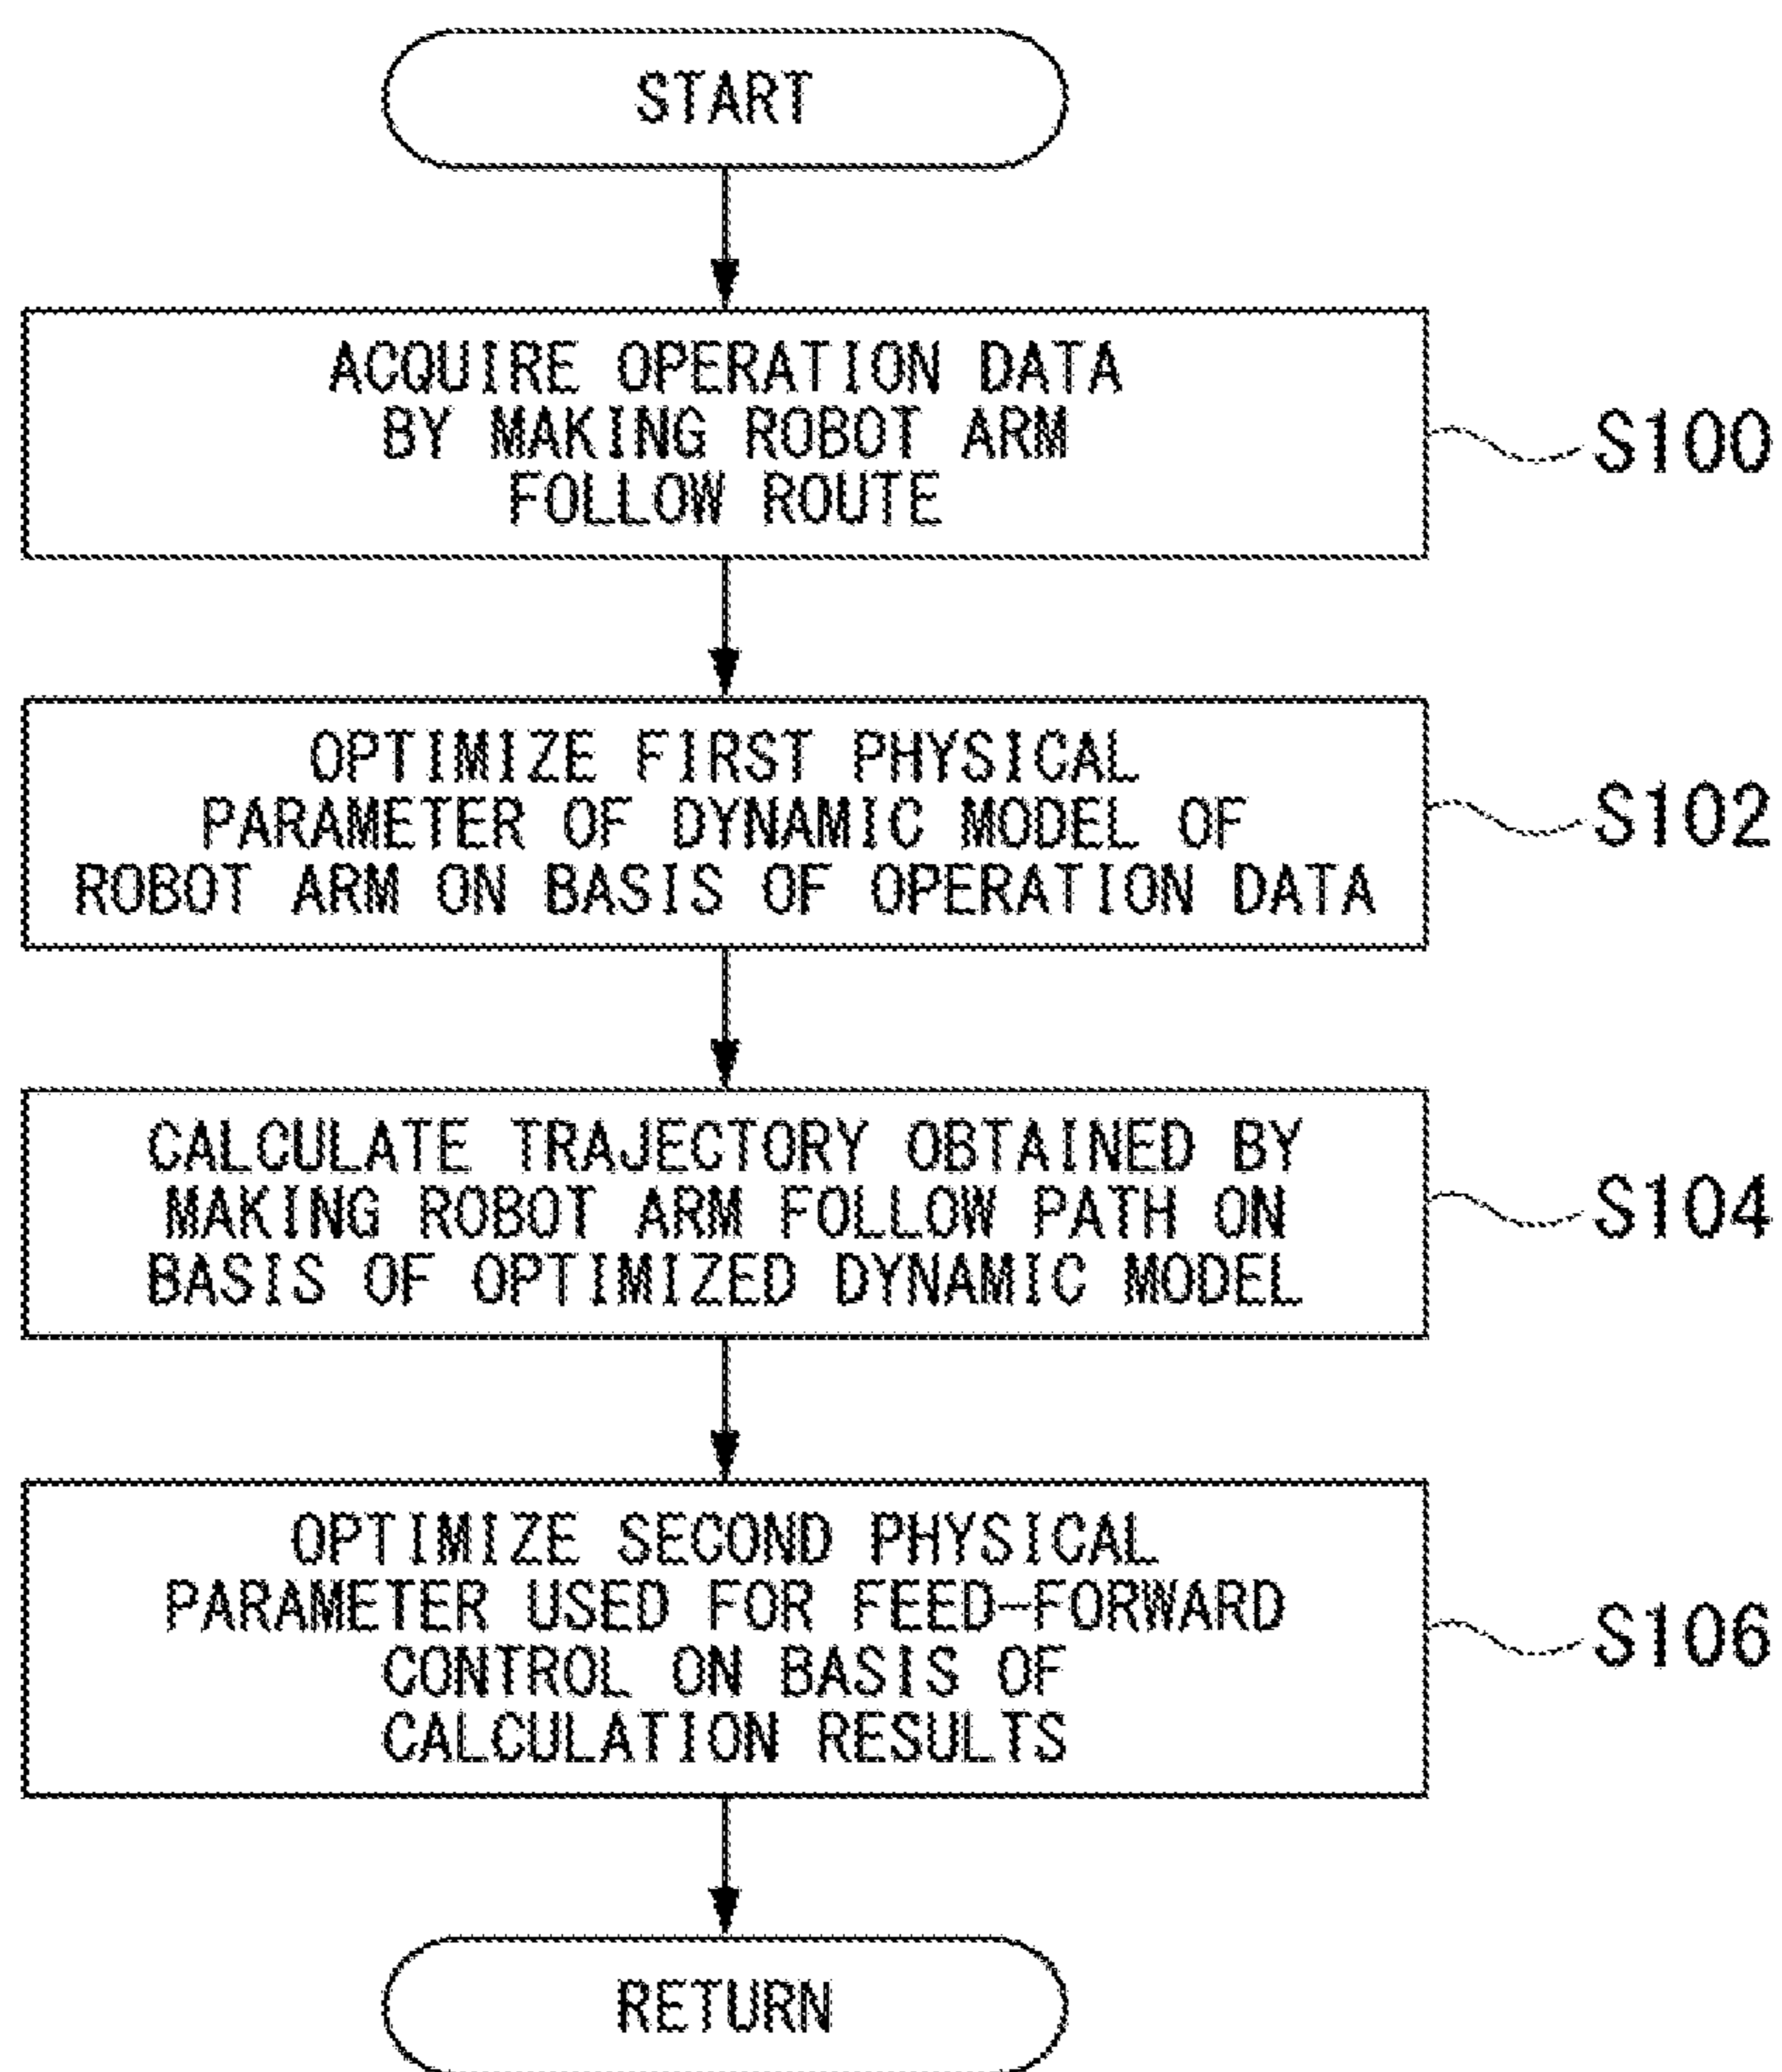 START
ACQUIRE OPERATION DATA
BY MAKING ROBOT ARM
FOLLOW ROUTE
S100
OPTIMIZE FIRST PHYSICAL
PARAMETER OF DYNAMIC MODEL OF
ROBOT ARM ON BASIS OF OPERATION DATA
S102
CALCULATE TRAJECTORY OBTAINED BY
MAKING ROBOT ARM FOLLOW PATH ON
BASIS OF OPTIMIZED DYNAMIC MODEL
S104
OPTIMIZE SECOND PHYSICAL
PARAMETER USED FOR FEED-FORWARD
CONTROL ON BASIS OF
CALCULATION RESULTS
S106
RETURN